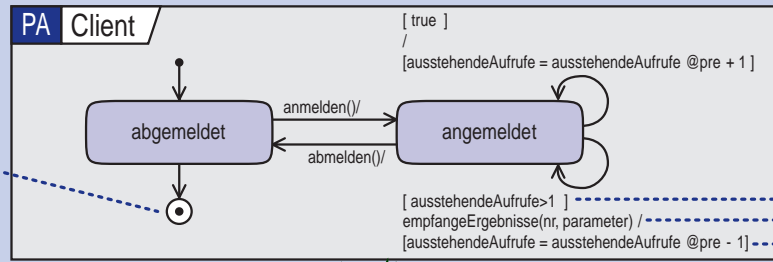 PA Client
[ true ]
/
[ausstehendeAufrufe = ausstehendeAufrufe @pre + 1 ]
anmelden()/
abgemeldet
angemeldet
abmelden()/
[ ausstehendeAufrufe>1 ]
empfangeErgebnisse(nr, parameter) /
[ausstehendeAufrufe = ausstehendeAufrufe @pre - 1]